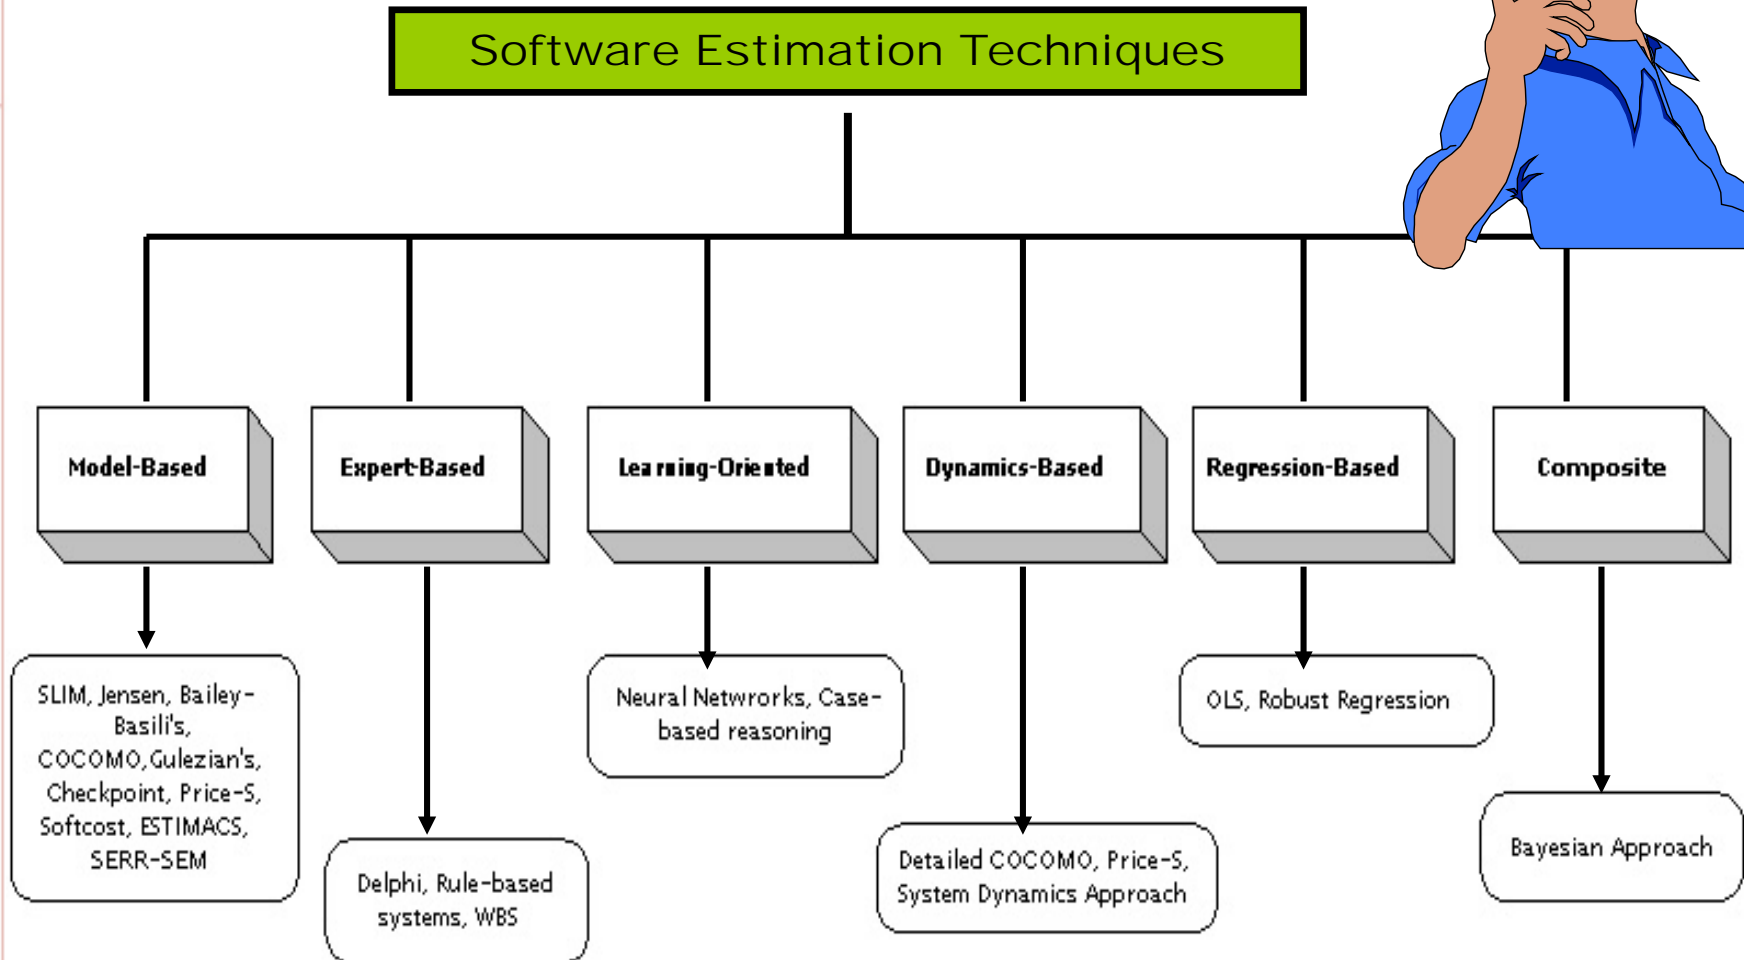 Software Estimation Techniques
Model-Based
Expert-Based
Learning-Oriented
Dynamics-Based
Regression-Based
Composite
SLIM, Jensen, Bailey-
Basili's,
COCOMO,Gulezian's,
Checkpoint, Price-S,
Softcost, ESTIMACS,
SERR-SEM
Delphi, Rule-based
systems, WBS
Neural Netwrorks, Case-
based reasoning
Detailed COCOMO, Price-S,
System Dynamics Approach
OLS, Robust Regression
Bayesian Approach